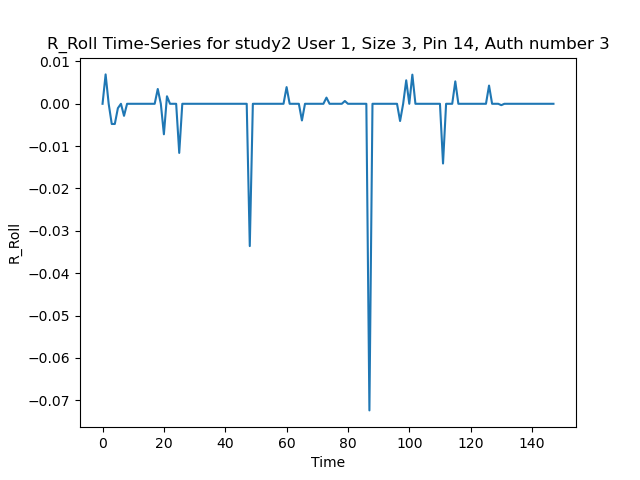 R_Roll Time-Series for study2 User 1, Size 3, Pin 14, Auth number 3
0.01
0.00
−0.01
−0.02
−0.03
−0.04
−0.05
−0.06
−0.07
R_Roll
0 20 40 60 80 100 120 140
Time